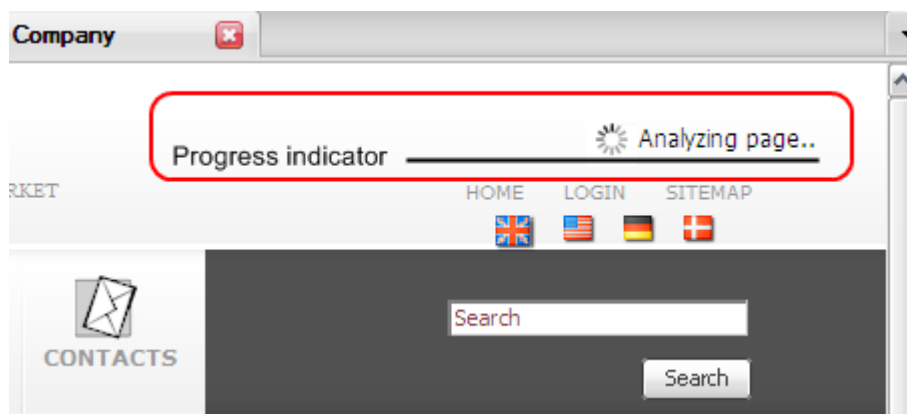 Company
Analyzing page..
Progress indicator
RKET
HOME LOGIN SITEMAP
Search
CONTACTS
Search